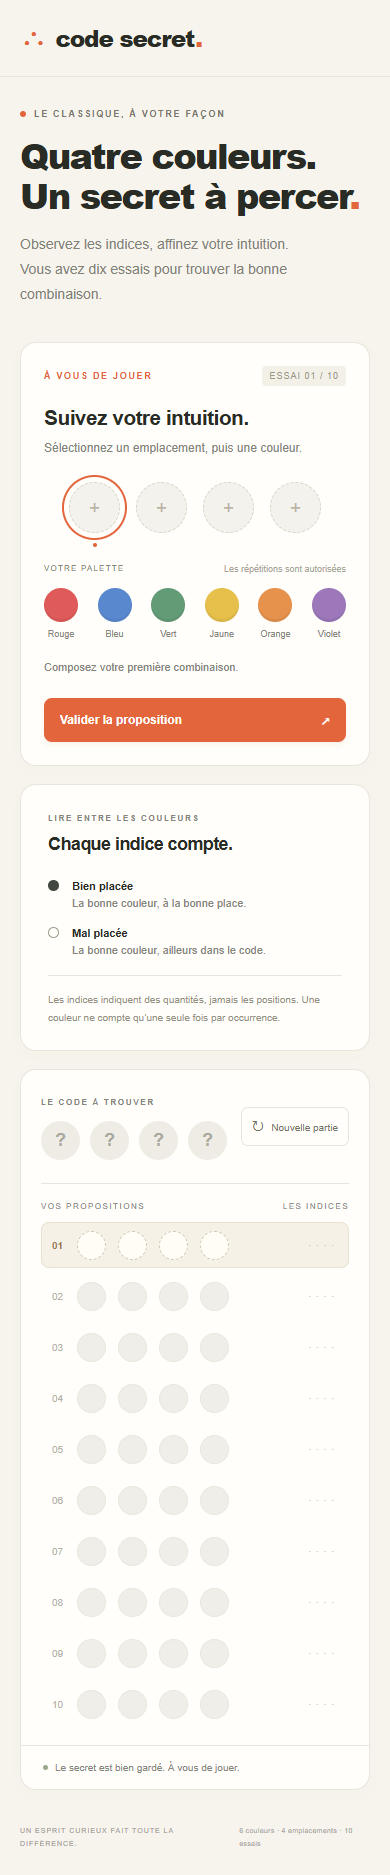 code secret.
LE CLASSIQUE, À VOTRE FAÇON
Quatre couleurs.
Un secret à percer.
Observez les indices, affinez votre intuition.
Vous avez dix essais pour trouver la bonne
combinaison.
À VOUS DE JOUER
ESSAI 01 / 10
Suivez votre intuition.
Sélectionnez un emplacement, puis une couleur.
+ + + +
VOTRE PALETTE
Les répétitions sont autorisées
Rouge Bleu Vert Jaune Orange Violet
Composez votre première combinaison.
Valider la proposition ↗
LIRE ENTRE LES COULEURS
Chaque indice compte.
Bien placée
La bonne couleur, à la bonne place.
Mal placée
La bonne couleur, ailleurs dans le code.
Les indices indiquent des quantités, jamais les positions. Une
couleur ne compte qu'une seule fois par occurrence.
LE CODE À TROUVER
? ? ? ?
↻ Nouvelle partie
VOS PROPOSITIONS
LES INDICES
01
02
03
04
05
06
07
08
09
10
Le secret est bien gardé. À vous de jouer.
UN ESPRIT CURIEUX FAIT TOUTE LA
DIFFÉRENCE.
6 couleurs · 4 emplacements · 10
essais